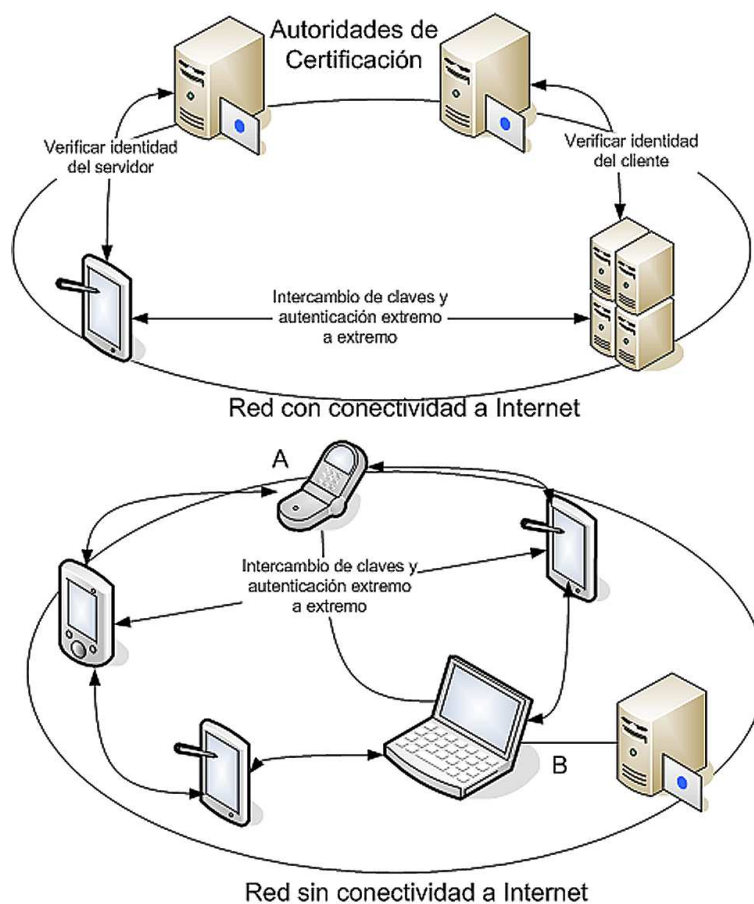 Autoridades de
Certificación
Verificar identidad
del servidor
Verificar identidad
del cliente
Intercambio de claves y
autenticación extremo
a extremo
Red con conectividad a Internet
A
Intercambio de claves y
autenticación extremo
a extremo
B
Red sin conectividad a Internet